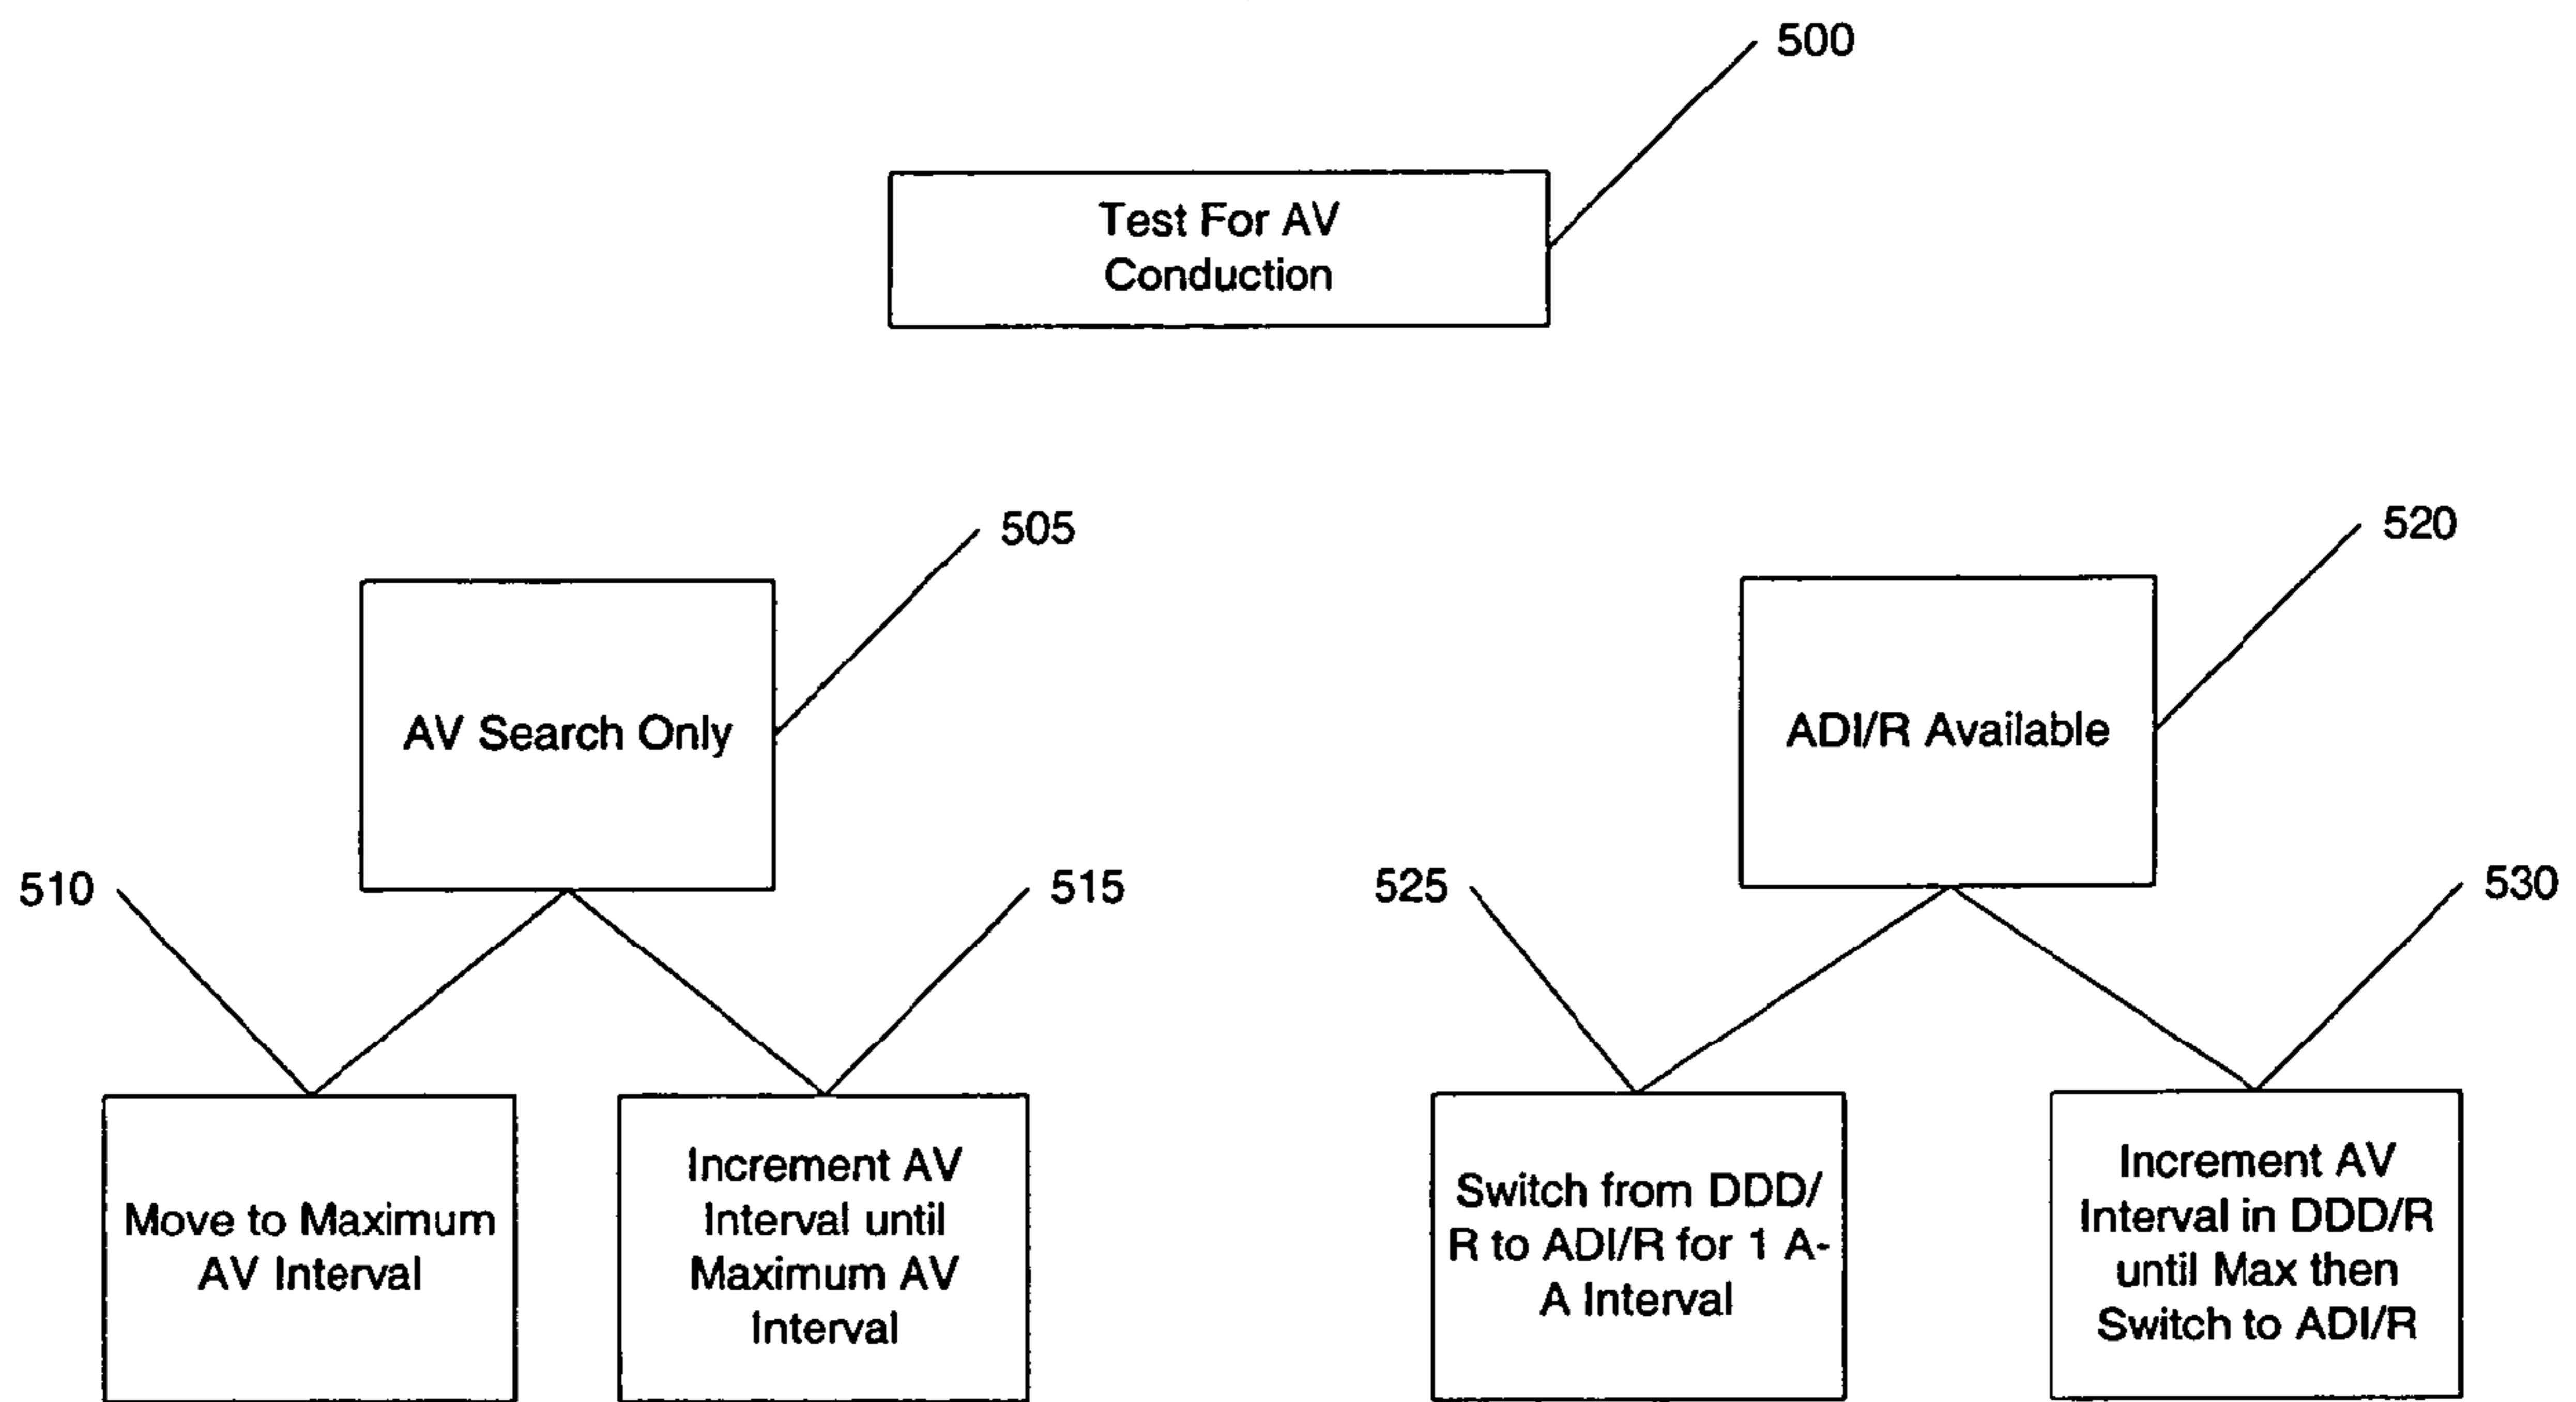 500
Test For AV
Conduction
505
520
AV Search Only
ADI/R Available
510
515
525
530
Move to Maximum
AV Interval
Increment AV
Interval until
Maximum AV
Interval
Switch from DDD/
R to ADI/R for 1 A-
A Interval
Increment AV
Interval in DDD/R
until Max then
Switch to ADI/R